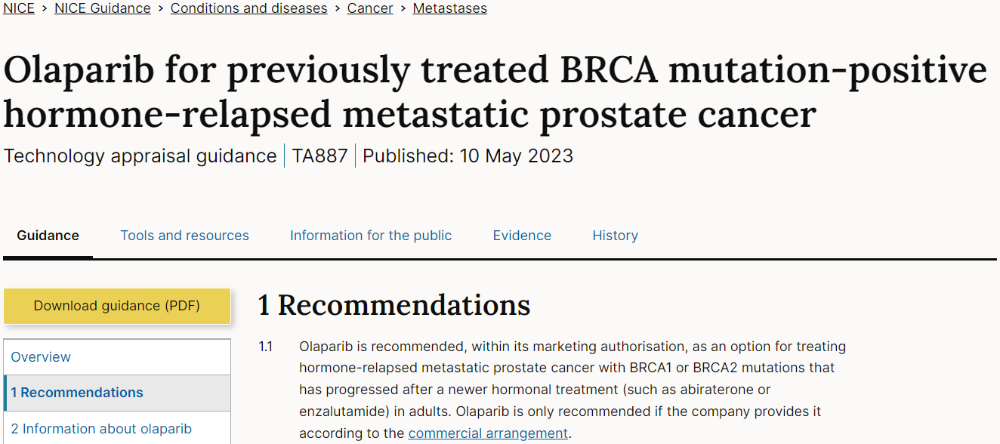 NICE > NICE Guidance > Conditions and diseases > Cancer > Metastases
Olaparib for previously treated BRCA mutation-positive
hormone-relapsed metastatic prostate cancer
Technology appraisal guidance | TA887 | Published: 10 May 2023
Guidance Tools and resources Information for the public Evidence History
Download guidance (PDF)
Overview
1 Recommendations
2 Information about olaparib
1 Recommendations
1.1 Olaparib is recommended, within its marketing authorisation, as an option for treating
hormone-relapsed metastatic prostate cancer with BRCA1 or BRCA2 mutations that
has progressed after a newer hormonal treatment (such as abiraterone or
enzalutamide) in adults. Olaparib is only recommended if the company provides it
according to the commercial arrangement.